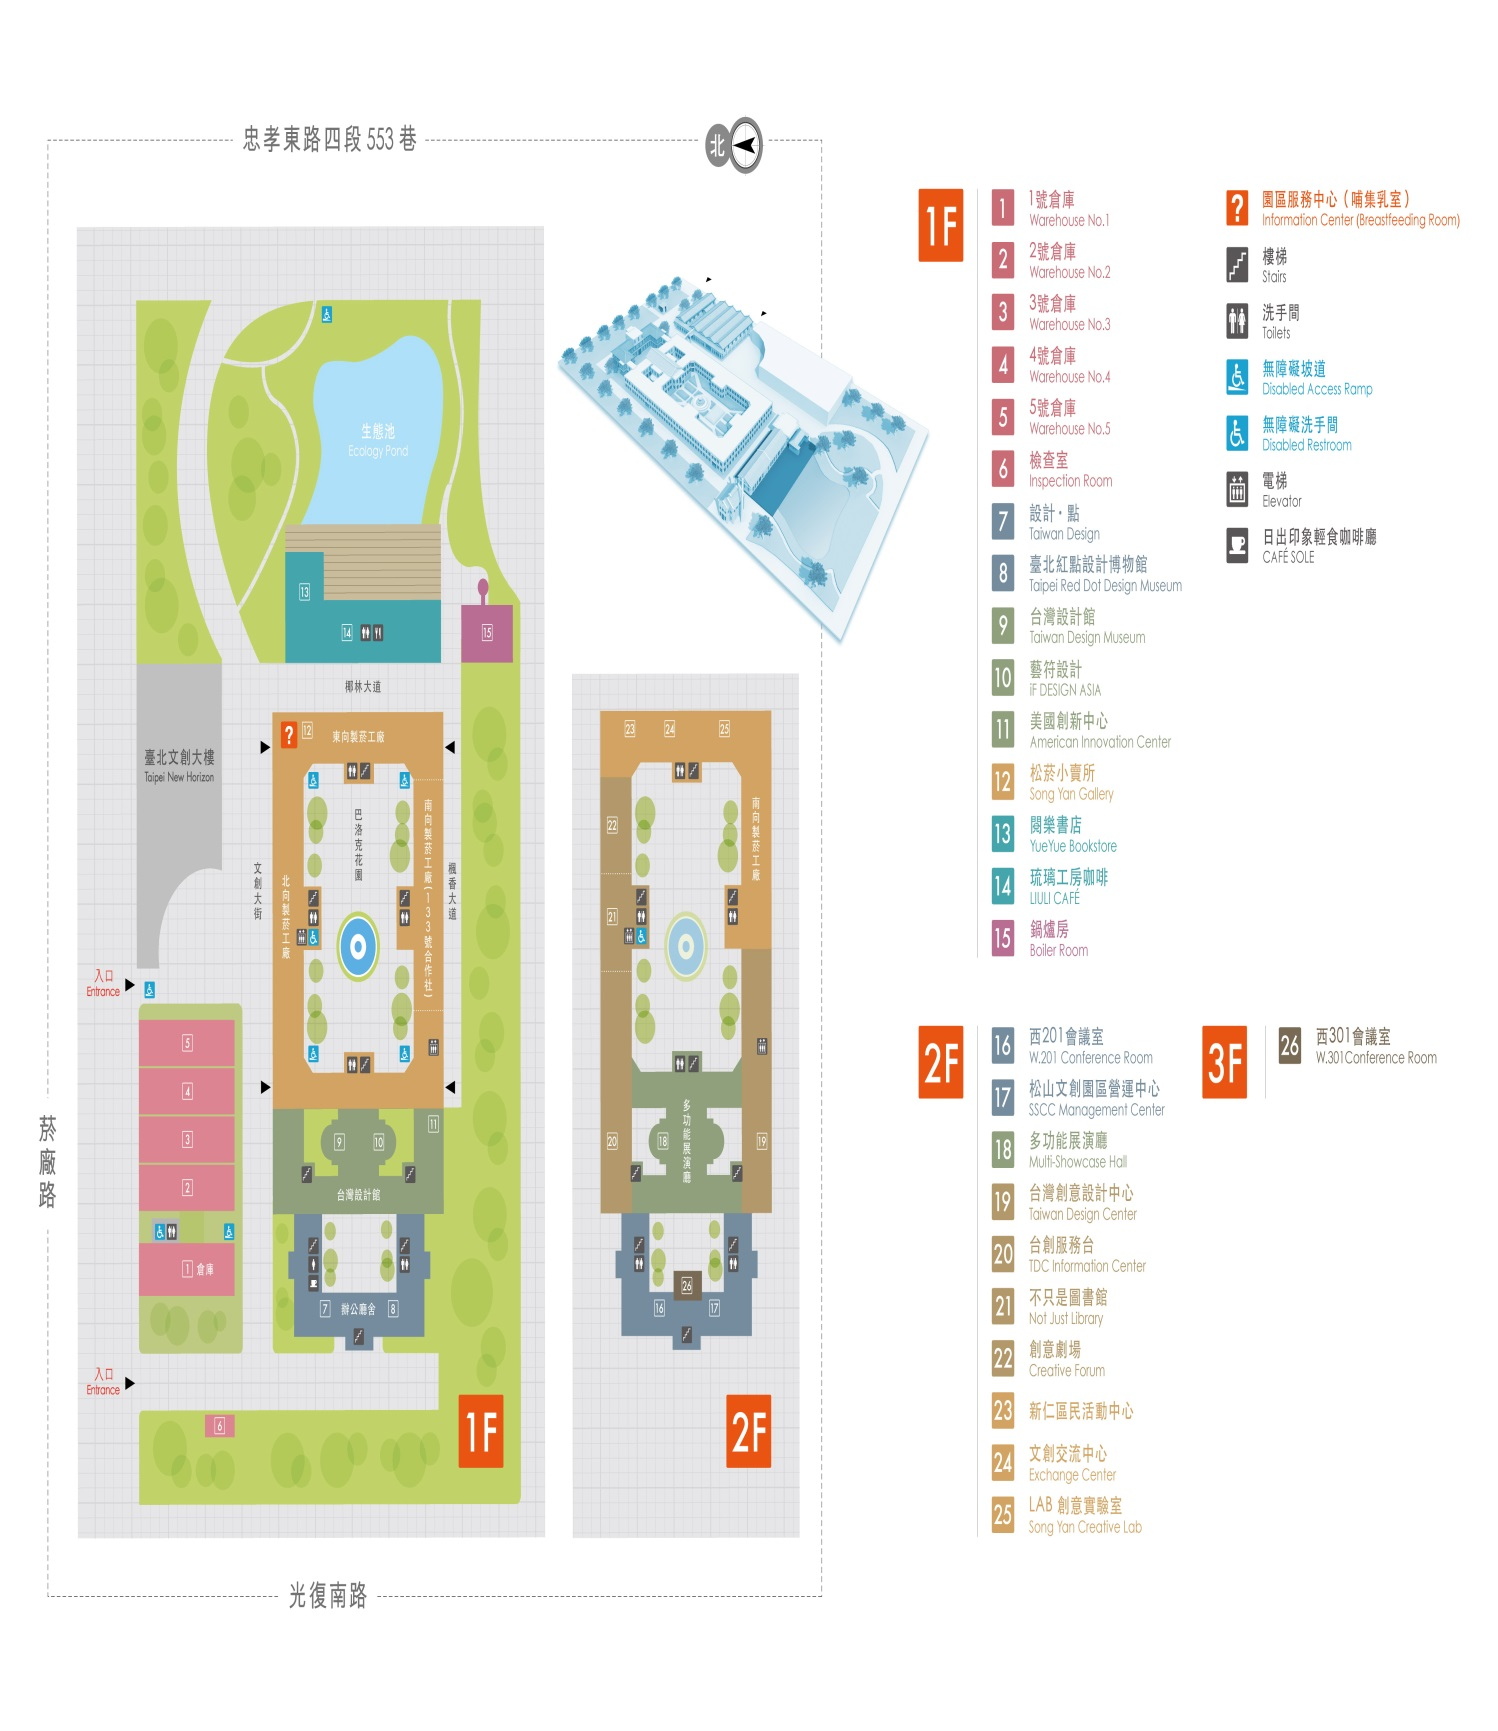 忠孝東路四段 553 巷
北
生態池
Ecology Pond
13
14
15
椰林大道
臺北文創大樓
Taipei New Horizon
?
12
東向製菸工廠
巴洛克花園
南向製菸工廠(133號合作社)
北向製菸工廠
文創大街
楓香大道
入口
Entrance
5
4
3
2
1 倉庫
9
10
11
台灣設計館
7
辦公廳舍
8
入口
Entrance
6
1F
菸廠路
光復南路
23
24
25
22
21
南向製菸工廠
20
18
多功能展演廳
19
26
16
17
2F
1F
1
1號倉庫
Warehouse No.1
2
2號倉庫
Warehouse No.2
3
3號倉庫
Warehouse No.3
4
4號倉庫
Warehouse No.4
5
5號倉庫
Warehouse No.5
6
檢查室
Inspection Room
7
設計・點
Taiwan Design
8
臺北紅點設計博物館
Taipei Red Dot Design Museum
9
台灣設計館
Taiwan Design Museum
10
藝符設計
iF DESIGN ASIA
11
美國創新中心
American Innovation Center
12
松菸小賣所
Song Yan Gallery
13
閱樂書店
YueYue Bookstore
14
琉璃工房咖啡
LIULI CAFÉ
15
鍋爐房
Boiler Room
?
園區服務中心（哺集乳室）
Information Center (Breastfeeding Room)
樓梯
Stairs
洗手間
Toilets
無障礙坡道
Disabled Access Ramp
無障礙洗手間
Disabled Restroom
電梯
Elevator
日出印象輕食咖啡廳
CAFÉ SOLE
2F
16
西201會議室
W.201 Conference Room
17
松山文創園區營運中心
SSCC Management Center
18
多功能展演廳
Multi-Showcase Hall
19
台灣創意設計中心
Taiwan Design Center
20
台創服務台
TDC Information Center
21
不只是圖書館
Not Just Library
22
創意劇場
Creative Forum
23
新仁區民活動中心
24
文創交流中心
Exchange Center
25
LAB 創意實驗室
Song Yan Creative Lab
3F
26
西301會議室
W.301Conference Room